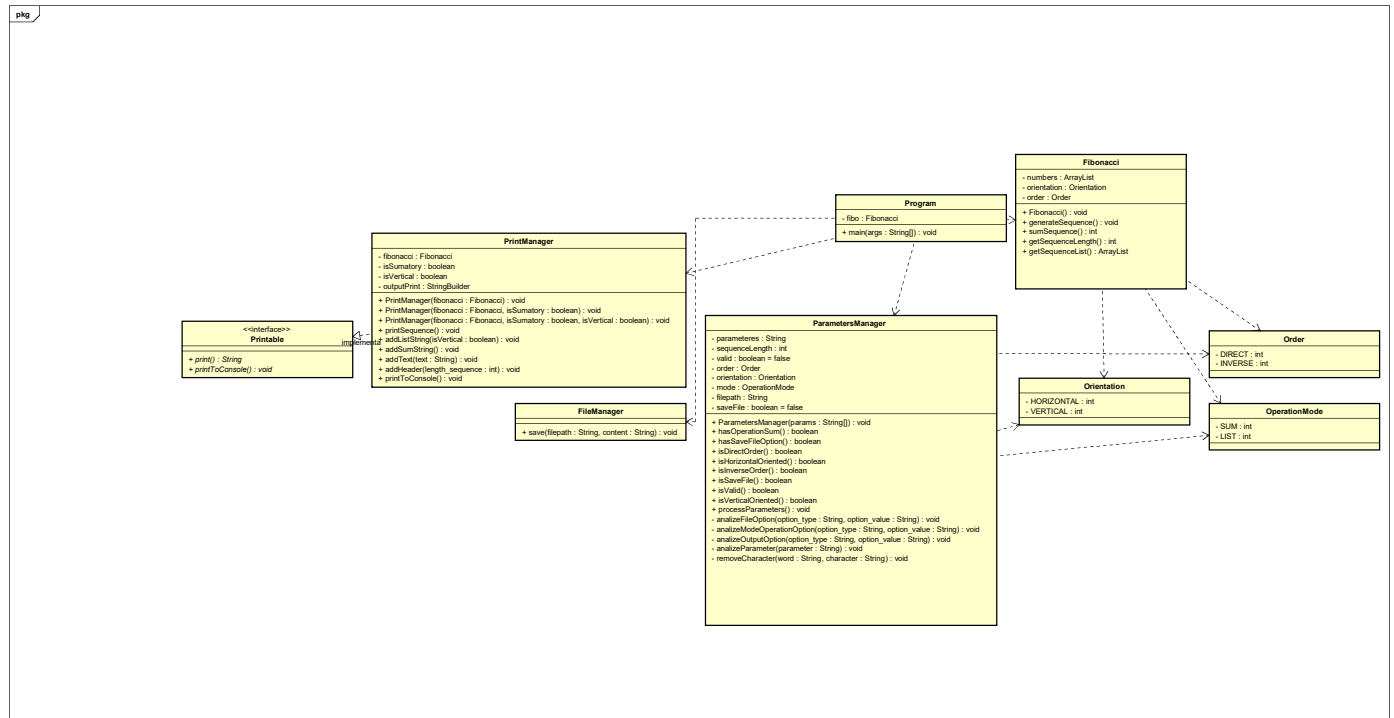 pkg
Fibonacci
- numbers : ArrayList
- orientation : Orientation
- order : Order
+ Fibonacci() : void
+ generateSequence() : void
+ sumSequence() : int
+ getSequenceLength() : int
+ getSequenceList() : ArrayList
Program
- fibo : Fibonacci
+ main(args : String[]) : void
PrintManager
- fibonacci : Fibonacci
- isSumatory : boolean
- isVertical : boolean
- outputPrint : StringBuilder
+ PrintManager(fibonacci : Fibonacci) : void
+ PrintManager(fibonacci : Fibonacci, isSumatory : boolean) : void
+ PrintManager(fibonacci : Fibonacci, isSumatory : boolean, isVertical : boolean) : void
+ printSequence() : void
+ addListString(isVertical : boolean) : void
+ addSumString() : void
+ addText(text : String) : void
+ addHeader(length_sequence : int) : void
+ printToConsole() : void
<<interface>>
Printable
+ print() : String
+ printToConsole() : void
implementa
FileManager
+ save(filepath : String, content : String) : void
ParametersManager
- parameteres : String
- sequenceLength : int
- valid : boolean = false
- order : Order
- orientation : Orientation
- mode : OperationMode
- filepath : String
- saveFile : boolean = false
+ ParametersManager(params : String[]) : void
+ hasOperationSum() : boolean
+ hasSaveFileOption() : boolean
+ isDirectOrder() : boolean
+ isHorizontalOriented() : boolean
+ isInverseOrder() : boolean
+ isSaveFile() : boolean
+ isValid() : boolean
+ isVerticalOriented() : boolean
+ processParameters() : void
- analizeFileOption(option_type : String, option_value : String) : void
- analizeModeOperationOption(option_type : String, option_value : String) : void
- analizeOutputOption(option_type : String, option_value : String) : void
- analizeParameter(parameter : String) : void
- removeCharacter(word : String, character : String) : void
Order
- DIRECT : int
- INVERSE : int
Orientation
- HORIZONTAL : int
- VERTICAL : int
OperationMode
- SUM : int
- LIST : int